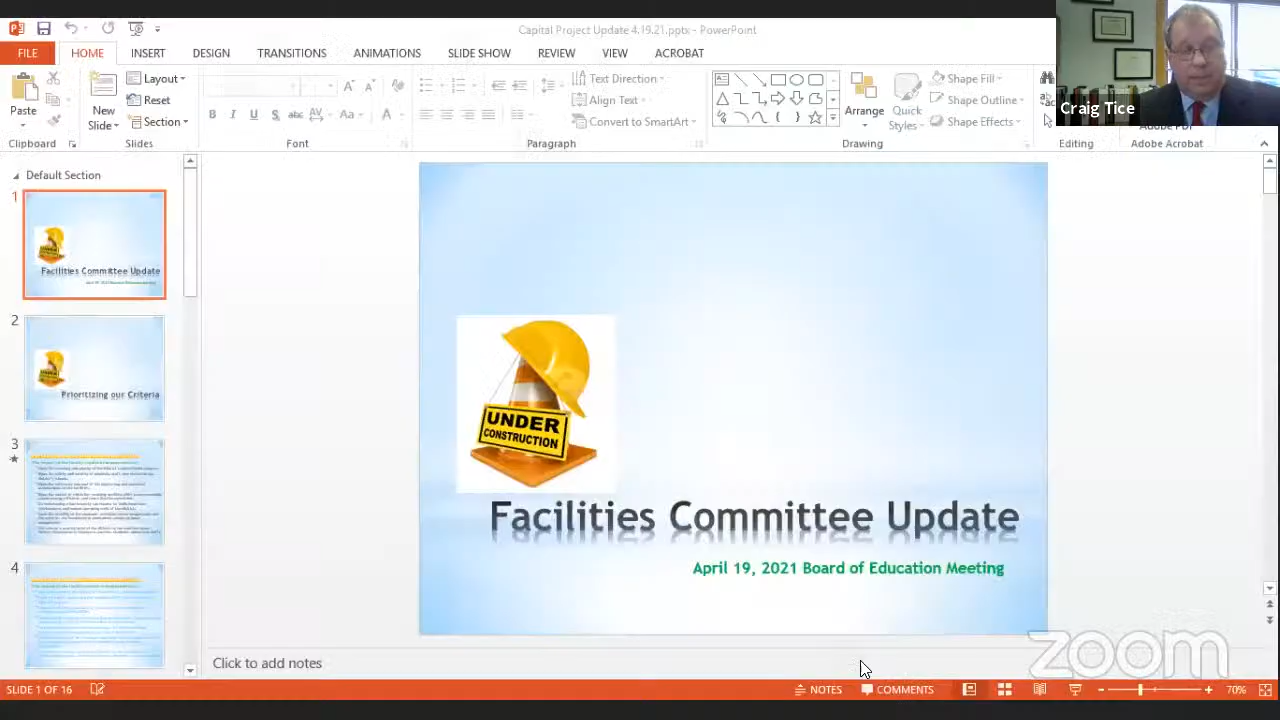 Capital Project Update 4.19.21.pptx - PowerPoint
FILE HOME INSERT DESIGN TRANSITIONS ANIMATIONS SLIDE SHOW REVIEW VIEW ACROBAT
Craig Tice
Paste
New
Slide
Layout
Reset
Section
B I U S abc AV Aa A
Text Direction
Align Text
Convert to SmartArt
Arrange
Quick
Styles
Shape Fill
Shape Outline
Shape Effects
Clipboard Slides Font Paragraph Drawing Editing Adobe Acrobat
Default Section
1
Facilities Committee Update
2
Prioritizing our Criteria
3
4
UNDER
CONSTRUCTION
Facilities Committee Update
April 19, 2021 Board of Education Meeting
zoom
Click to add notes
SLIDE 1 OF 16 NOTES COMMENTS 70%